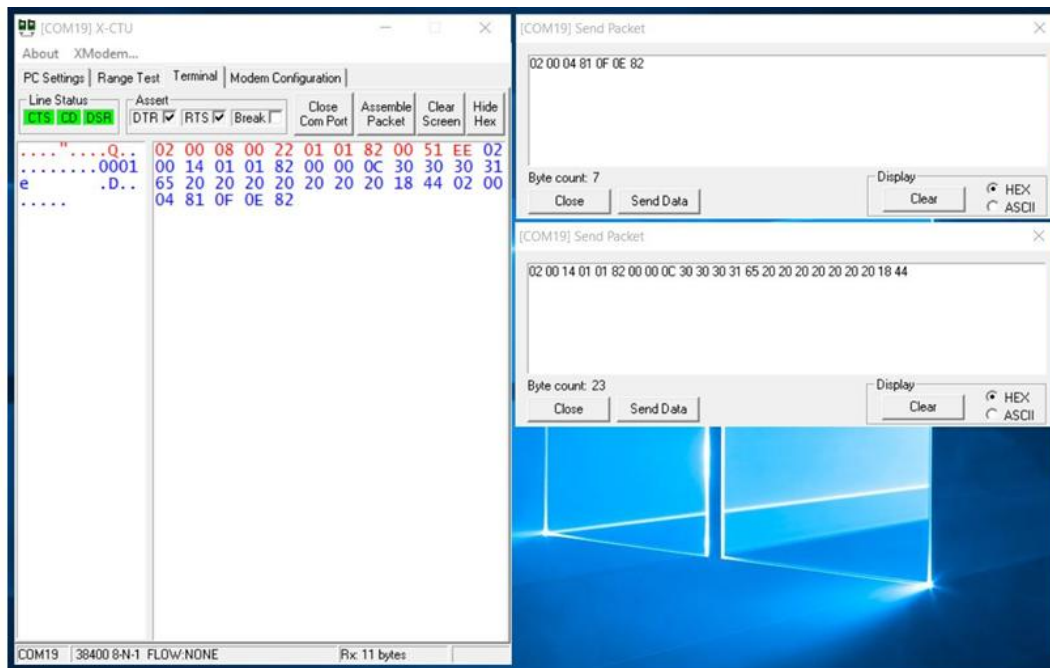 [COM19] X-CTU
About XModem...
PC Settings Range Test Terminal Modem Configuration
Line Status
CTS CD DSR
Assert
DTR RTS Break
Close Com Port
Assemble Packet
Clear Screen
Hide Hex
...."....Q.. 02 00 08 00 22 01 01 82 00 51 EE 02
........0001 00 14 01 01 82 00 00 0C 30 30 30 31
e       .D.. 65 20 20 20 20 20 20 20 18 44 02 00
..... 04 81 0F 0E 82
COM19 38400 8-N-1 FLOW:NONE Rx: 11 bytes
[COM19] Send Packet
02 00 04 81 0F 0E 82
Byte count: 7
Close Send Data
Display
Clear
HEX
ASCII
[COM19] Send Packet
02 00 14 01 01 82 00 00 0C 30 30 30 31 65 20 20 20 20 20 20 20 18 44
Byte count: 23
Close Send Data
Display
Clear
HEX
ASCII